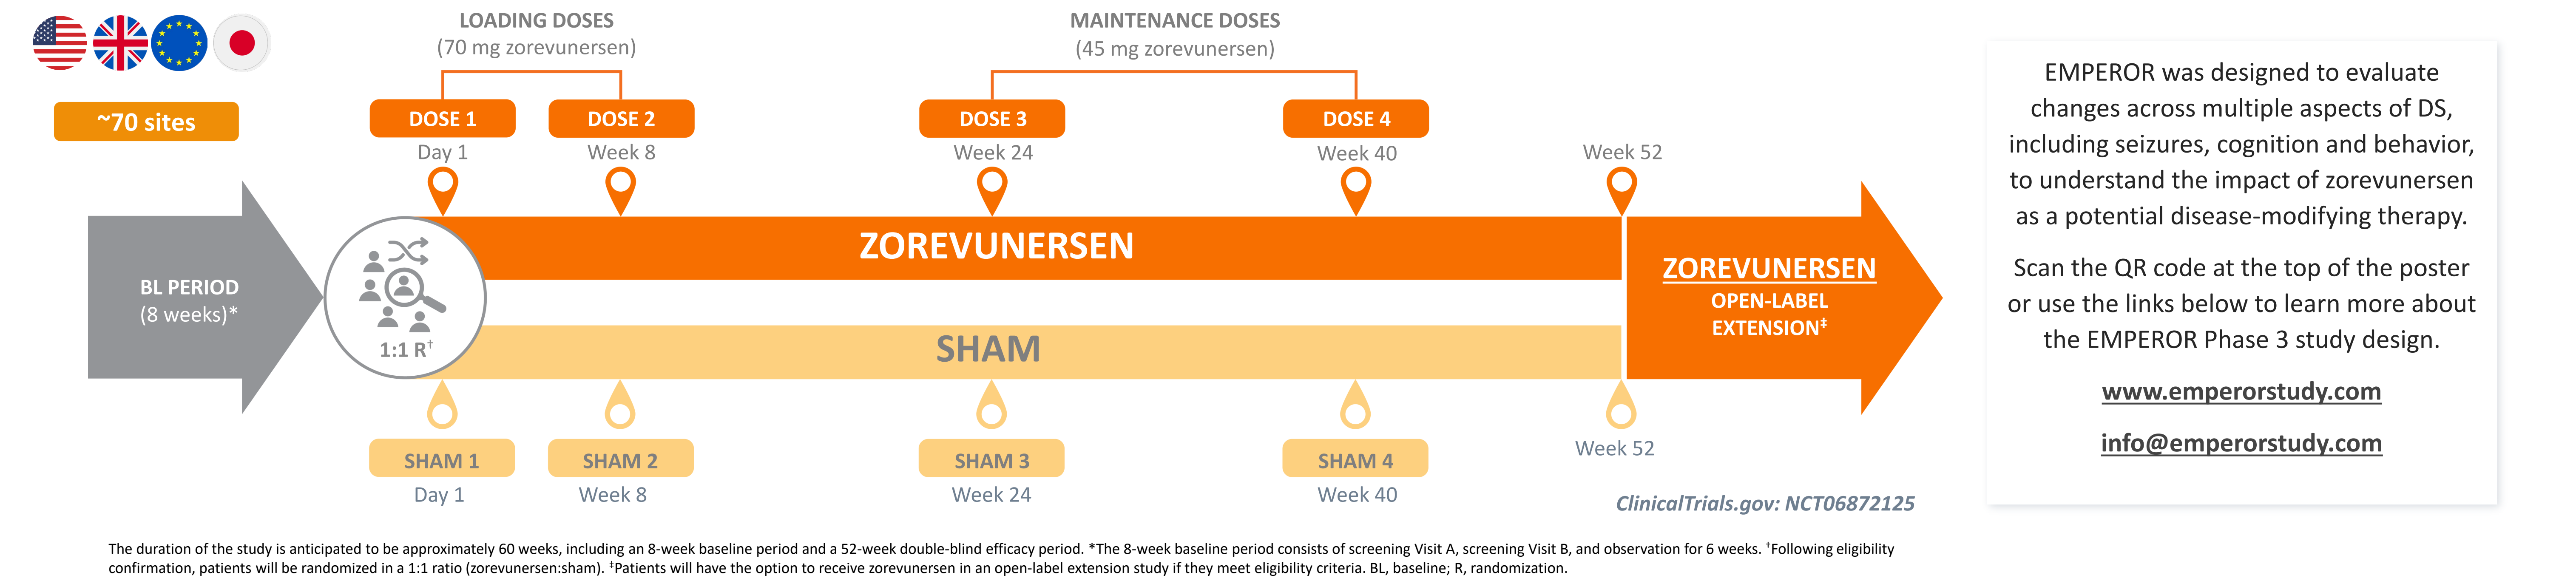 ~70 sites
LOADING DOSES
(70 mg zorevunersen)
MAINTENANCE DOSES
(45 mg zorevunersen)
DOSE 1
Day 1
DOSE 2
Week 8
DOSE 3
Week 24
DOSE 4
Week 40
Week 52
BL PERIOD
(8 weeks)*
1:1 R†
ZOREVUNERSEN
SHAM
ZOREVUNERSEN
OPEN-LABEL
EXTENSION‡
SHAM 1
Day 1
SHAM 2
Week 8
SHAM 3
Week 24
SHAM 4
Week 40
Week 52
ClinicalTrials.gov: NCT06872125
EMPEROR was designed to evaluate
changes across multiple aspects of DS,
including seizures, cognition and behavior,
to understand the impact of zorevunersen
as a potential disease-modifying therapy.
Scan the QR code at the top of the poster
or use the links below to learn more about
the EMPEROR Phase 3 study design.
www.emperorstudy.com
info@emperorstudy.com
The duration of the study is anticipated to be approximately 60 weeks, including an 8-week baseline period and a 52-week double-blind efficacy period. *The 8-week baseline period consists of screening Visit A, screening Visit B, and observation for 6 weeks. †Following eligibility
confirmation, patients will be randomized in a 1:1 ratio (zorevunersen:sham). ‡Patients will have the option to receive zorevunersen in an open-label extension study if they meet eligibility criteria. BL, baseline; R, randomization.